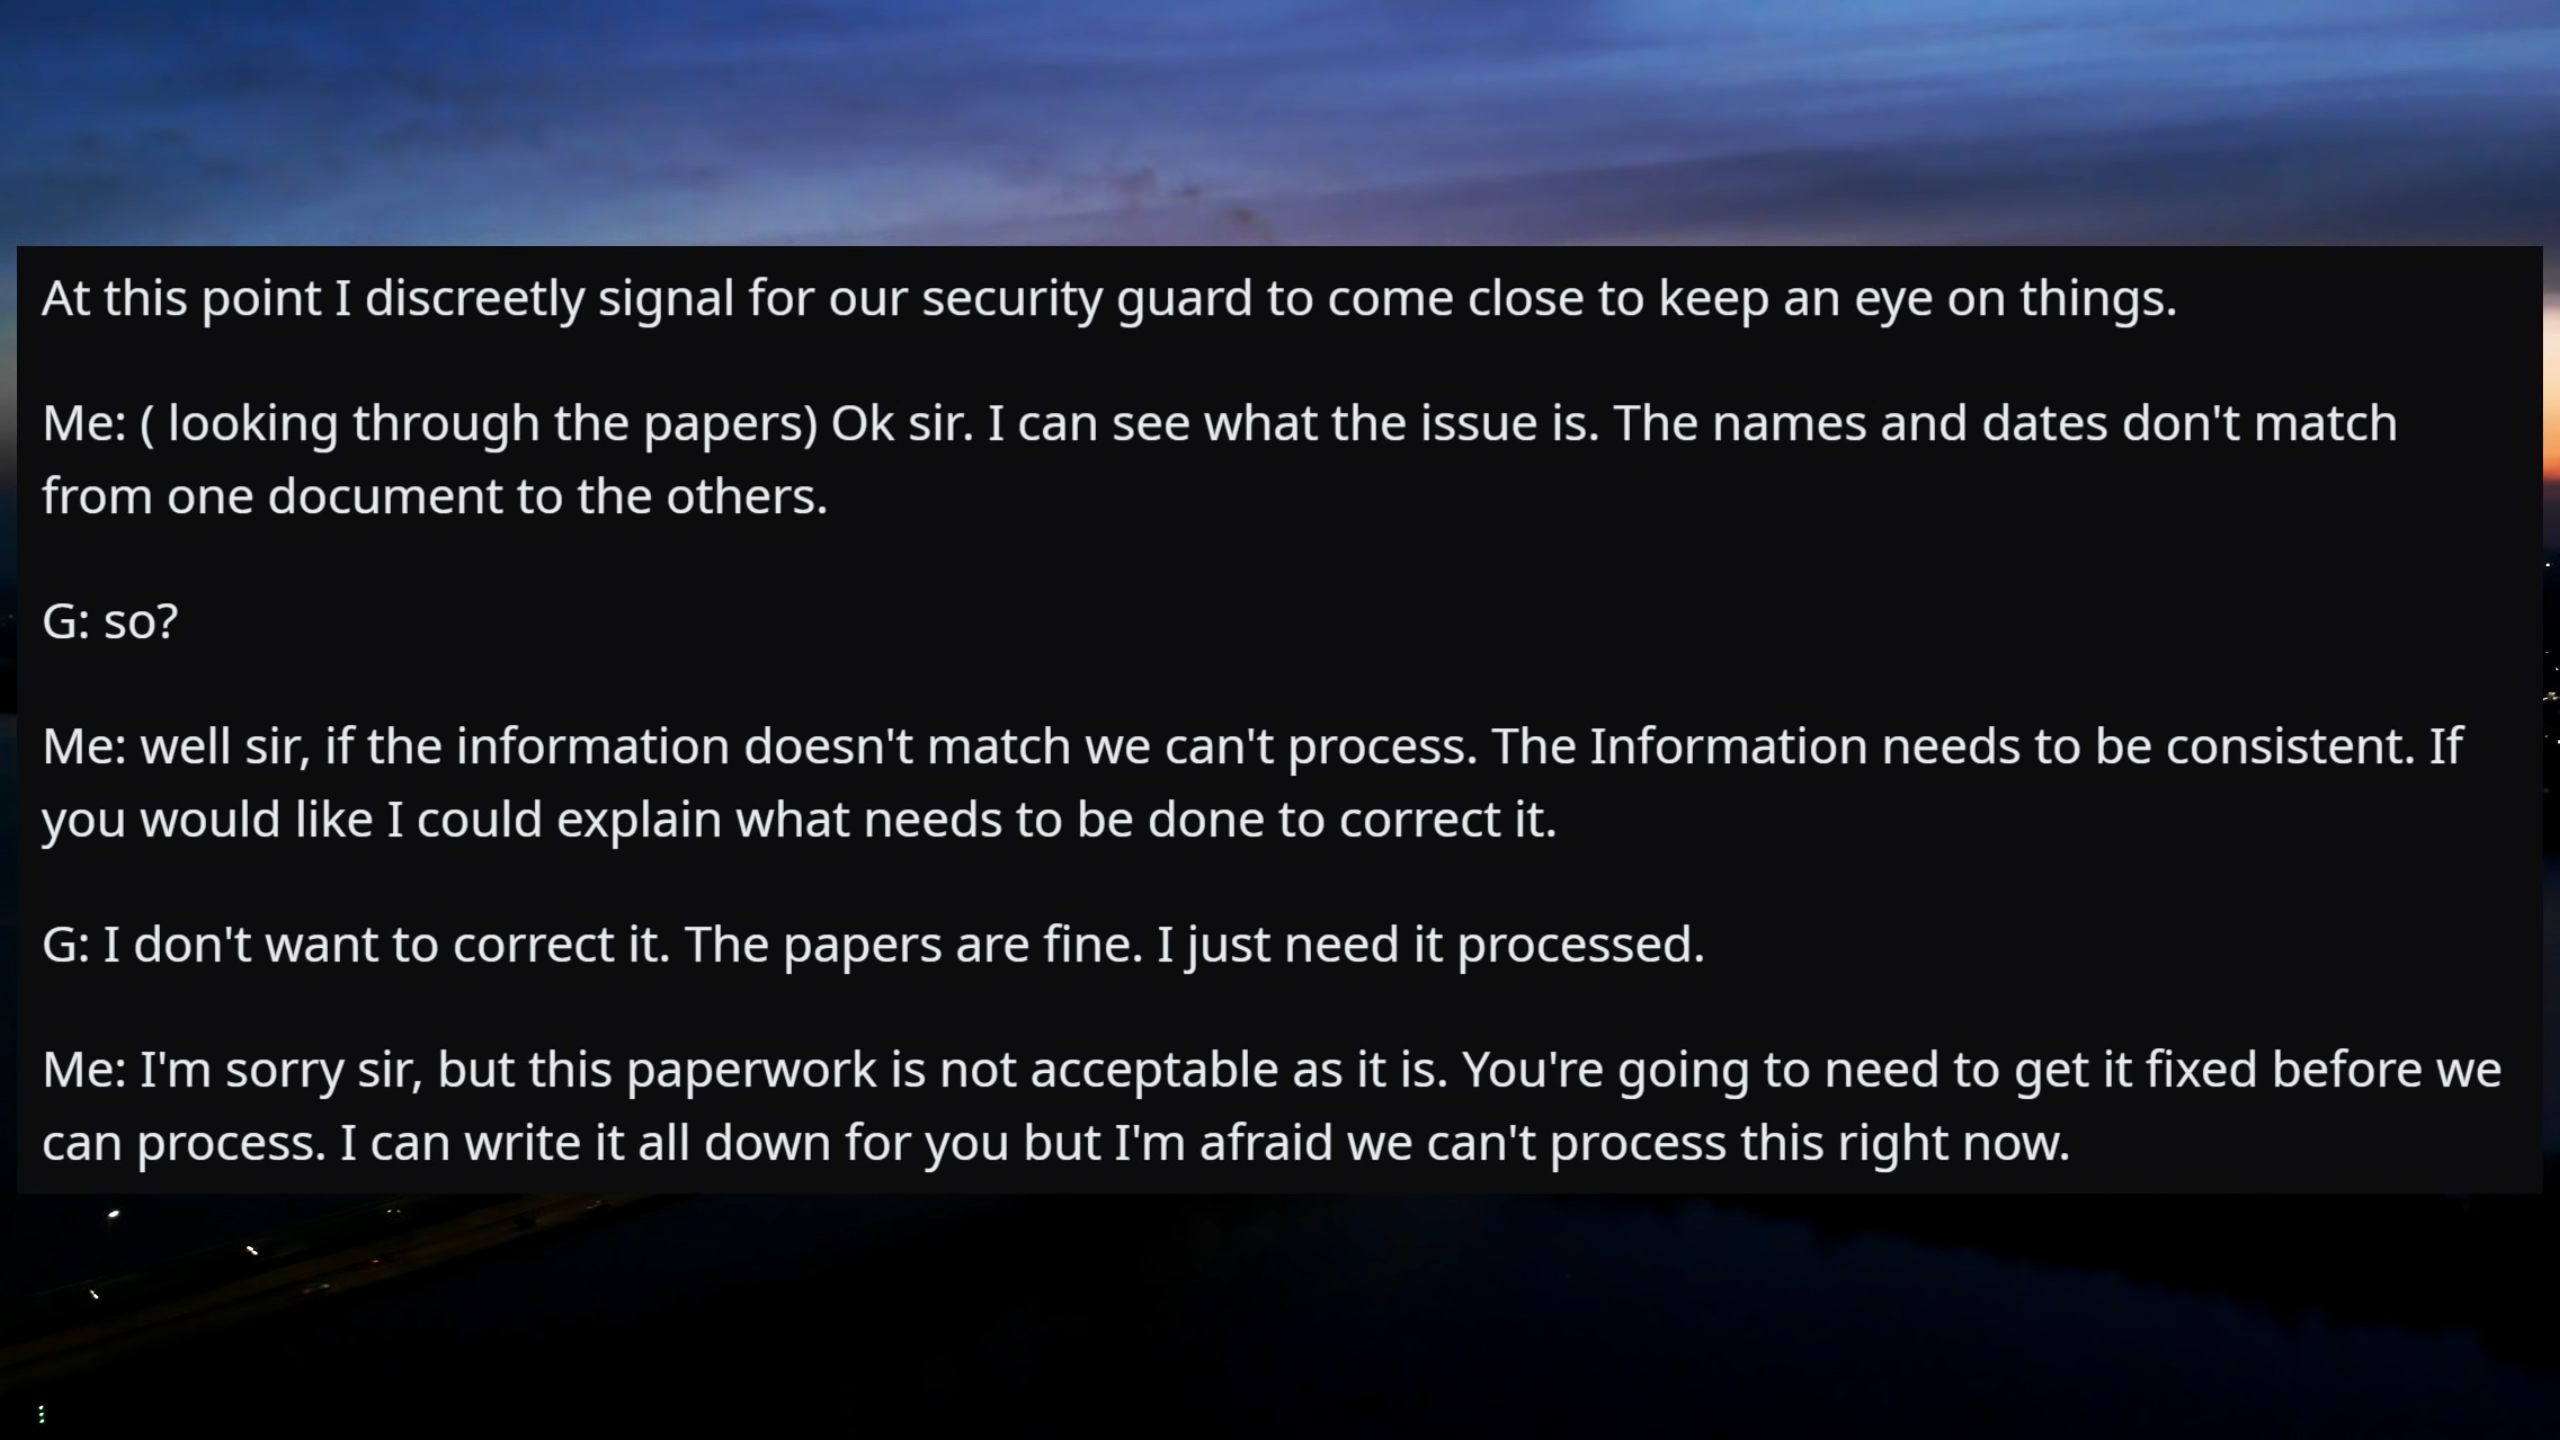 At this point I discreetly signal for our security guard to come close to keep an eye on things.
Me: ( looking through the papers) Ok sir. I can see what the issue is. The names and dates don't match
from one document to the others.
G: so?
Me: well sir, if the information doesn't match we can't process. The Information needs to be consistent. If
you would like I could explain what needs to be done to correct it.
G: I don't want to correct it. The papers are fine. I just need it processed.
Me: I'm sorry sir, but this paperwork is not acceptable as it is. You're going to need to get it fixed before we
can process. I can write it all down for you but I'm afraid we can't process this right now.